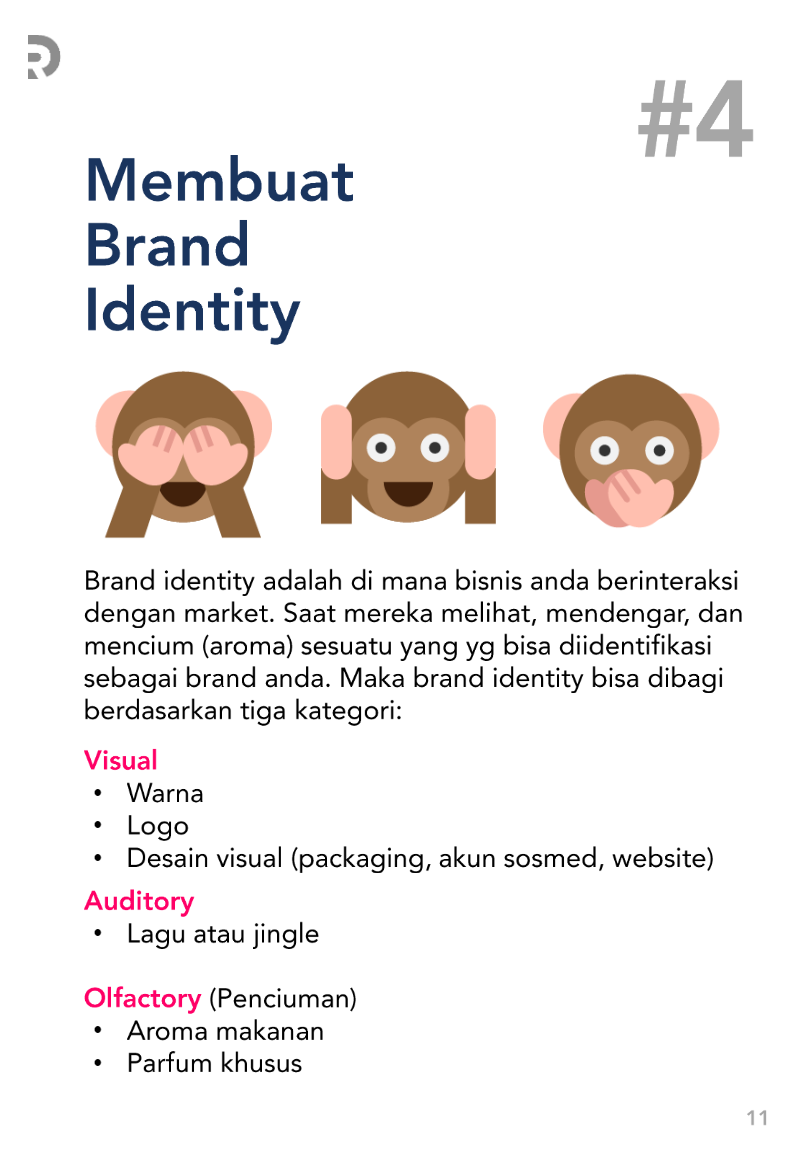 #4
Membuat
Brand
Identity
Brand identity adalah di mana bisnis anda berinteraksi
dengan market. Saat mereka melihat, mendengar, dan
mencium (aroma) sesuatu yang yg bisa diidentifikasi
sebagai brand anda. Maka brand identity bisa dibagi
berdasarkan tiga kategori:
Visual
• Warna
• Logo
• Desain visual (packaging, akun sosmed, website)
Auditory
• Lagu atau jingle
Olfactory (Penciuman)
• Aroma makanan
• Parfum khusus
11